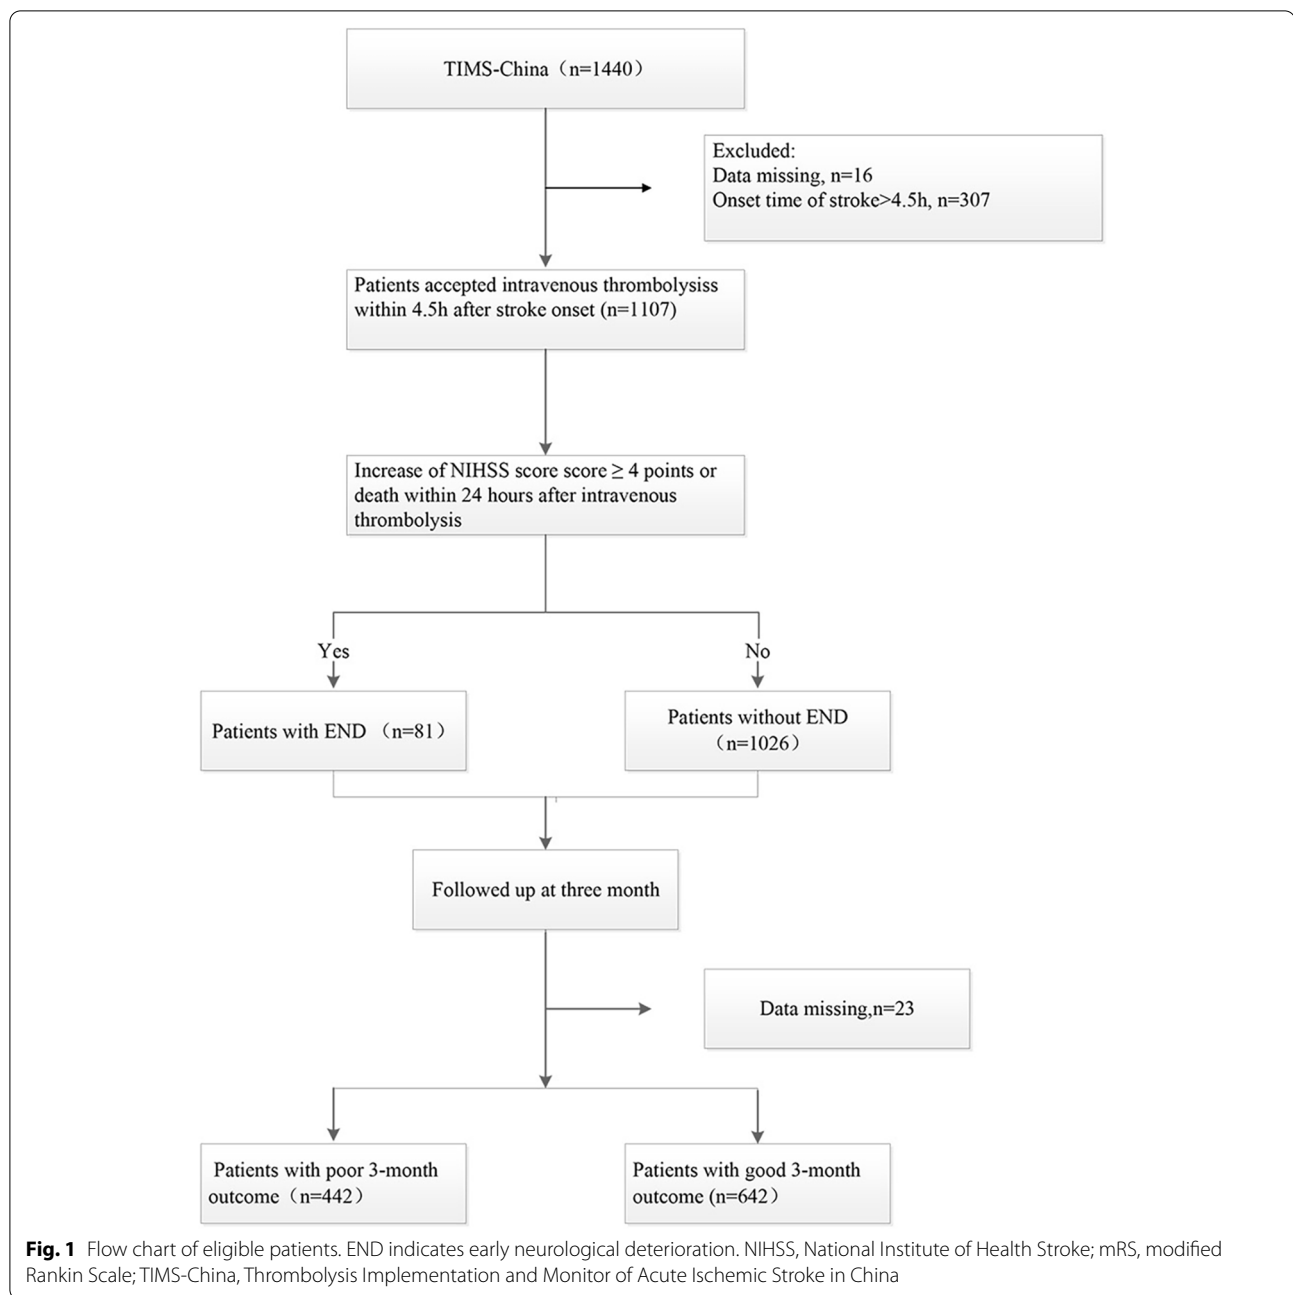 TIMS-China（n=1440）
Excluded:
Data missing, n=16
Onset time of stroke>4.5h, n=307
Patients accepted intravenous thrombolysiss
within 4.5h after stroke onset (n=1107)
Increase of NIHSS score score ≥ 4 points or
death within 24 hours after intravenous
thrombolysis
Yes
No
Patients with END （n=81）
Patients without END
（n=1026）
Followed up at three month
Data missing,n=23
Patients with poor 3-month
outcome（n=442）
Patients with good 3-month
outcome (n=642）
Fig. 1 Flow chart of eligible patients. END indicates early neurological deterioration. NIHSS, National Institute of Health Stroke; mRS, modified
Rankin Scale; TIMS-China, Thrombolysis Implementation and Monitor of Acute Ischemic Stroke in China